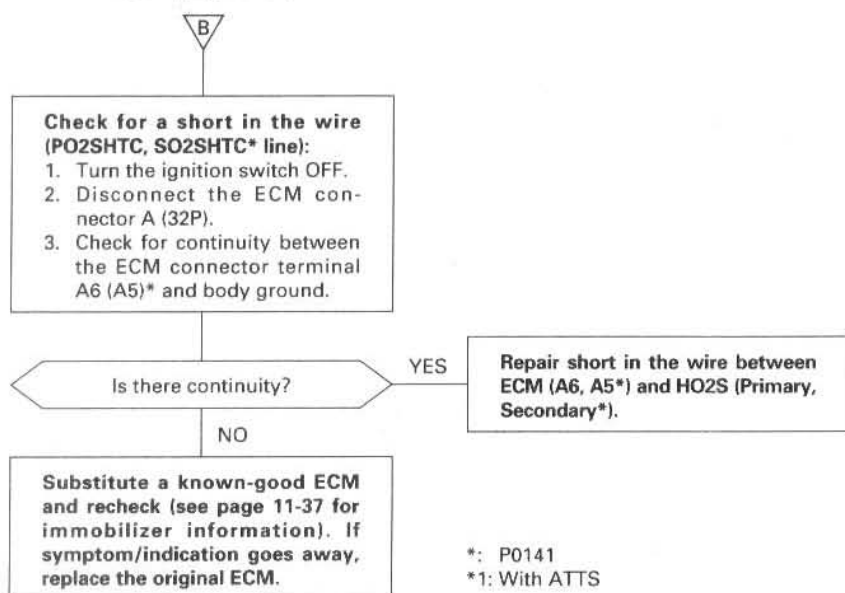 B
Check for a short in the wire
(PO2SHTC, SO2SHTC* line):
1. Turn the ignition switch OFF.
2. Disconnect the ECM con-
nector A (32P).
3. Check for continuity between
the ECM connector terminal
A6 (A5)* and body ground.
YES
Is there continuity?
Repair short in the wire between
ECM (A6, A5*) and HO2S (Primary,
Secondary*).
NO
Substitute a known-good ECM
and recheck (see page 11-37 for
immobilizer information). If
symptom/indication goes away,
replace the original ECM.
*: P0141
*1: With ATTS